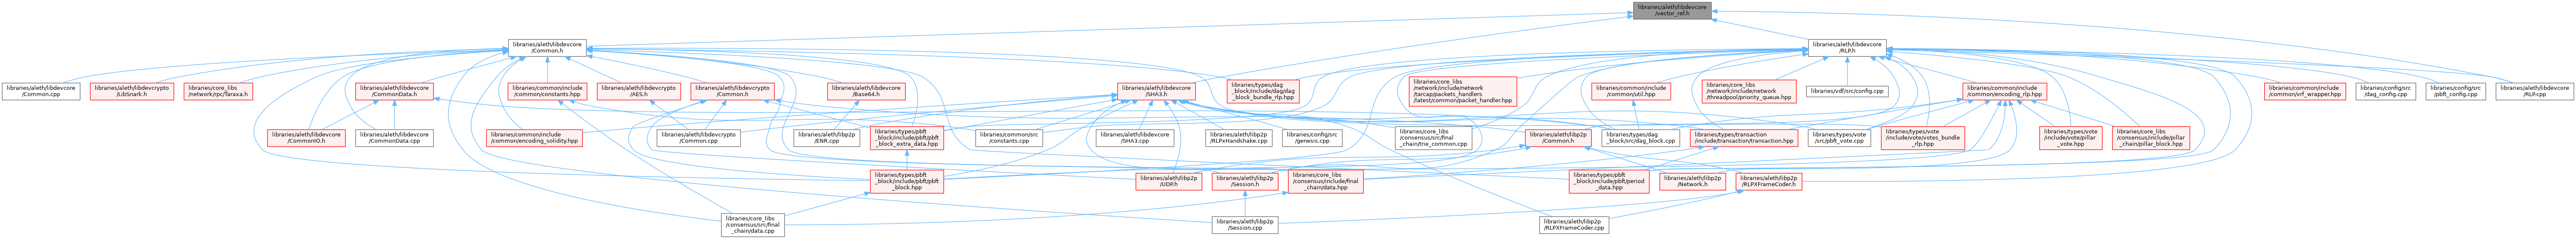 libraries/aleth/libdevcore
/vector_ref.h
libraries/aleth/libdevcore
/Common.h
libraries/aleth/libdevcore
/RLP.h
libraries/aleth/libdevcore
/Common.cpp
libraries/aleth/libdevcrypto
/LibSnark.h
libraries/core_libs
/network/rpc/Taraxa.h
libraries/aleth/libdevcore
/CommonData.h
libraries/common/include
/common/constants.hpp
libraries/aleth/libdevcrypto
/AES.h
libraries/aleth/libdevcrypto
/Common.h
libraries/aleth/libdevcore
/Base64.h
libraries/aleth/libdevcore
/SHA3.h
libraries/types/dag
_block/include/dag/dag
_block_bundle_rlp.hpp
libraries/core_libs
/network/include/network
/tarcap/packets_handlers
/latest/common/packet_handler.hpp
libraries/common/include
/common/util.hpp
libraries/core_libs
/network/include/network
/threadpool/priority_queue.hpp
libraries/vdf/src/config.cpp
libraries/common/include
/common/encoding_rlp.hpp
libraries/common/include
/common/vrf_wrapper.hpp
libraries/config/src
/dag_config.cpp
libraries/config/src
/pbft_config.cpp
libraries/aleth/libdevcore
/RLP.cpp
libraries/aleth/libdevcore
/CommonIO.h
libraries/aleth/libdevcore
/CommonData.cpp
libraries/common/include
/common/encoding_solidity.hpp
libraries/aleth/libdevcrypto
/Common.cpp
libraries/aleth/libp2p
/ENR.cpp
libraries/types/pbft
_block/include/pbft/pbft
_block_extra_data.hpp
libraries/common/src
/constants.cpp
libraries/aleth/libdevcore
/SHA3.cpp
libraries/aleth/libp2p
/RLPxHandshake.cpp
libraries/config/src
/genesis.cpp
libraries/core_libs
/consensus/src/final
_chain/trie_common.cpp
libraries/aleth/libp2p
/Common.h
libraries/types/dag
_block/src/dag_block.cpp
libraries/types/transaction
/include/transaction/transaction.hpp
libraries/types/vote
/src/pbft_vote.cpp
libraries/types/vote
/include/vote/votes_bundle
_rlp.hpp
libraries/types/vote
/include/vote/pillar
_vote.hpp
libraries/core_libs
/consensus/include/pillar
_chain/pillar_block.hpp
libraries/types/pbft
_block/include/pbft/pbft
_block.hpp
libraries/aleth/libp2p
/UDP.h
libraries/aleth/libp2p
/Session.h
libraries/core_libs
/consensus/include/final
_chain/data.hpp
libraries/types/pbft
_block/include/pbft/period
_data.hpp
libraries/aleth/libp2p
/Network.h
libraries/aleth/libp2p
/RLPXFrameCoder.h
libraries/core_libs
/consensus/src/final
_chain/data.cpp
libraries/aleth/libp2p
/Session.cpp
libraries/aleth/libp2p
/RLPXFrameCoder.cpp